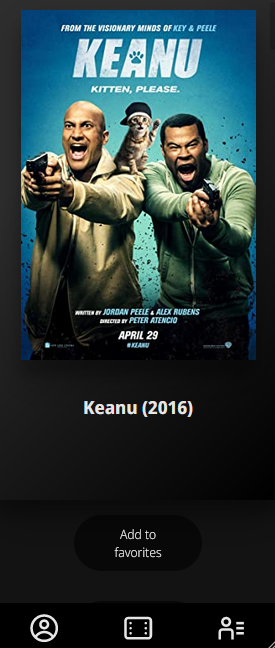 FROM THE VISIONARY MINDS OF KEY & PEELE
KEANU
KITTEN, PLEASE.
WRITTEN BY JORDAN PEELE & ALEX RUBENS
DIRECTED BY PETER ATENCIO
APRIL 29
#KEANU
Keanu (2016)
Add to
favorites